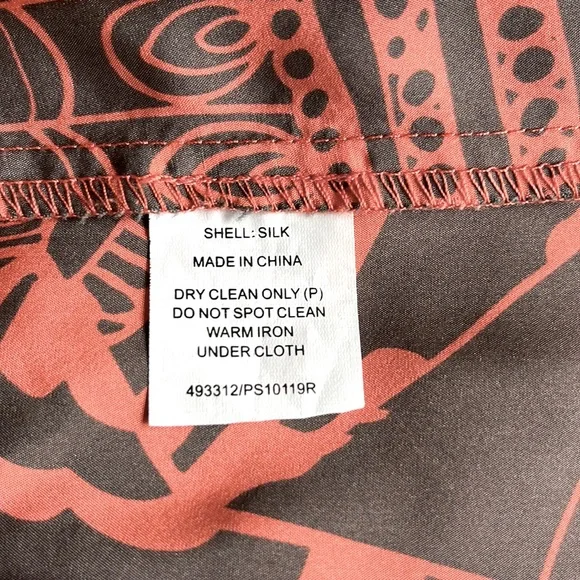 SHELL: SILK
MADE IN CHINA
DRY CLEAN ONLY (P)
DO NOT SPOT CLEAN
WARM IRON
UNDER CLOTH
493312/PS10119R